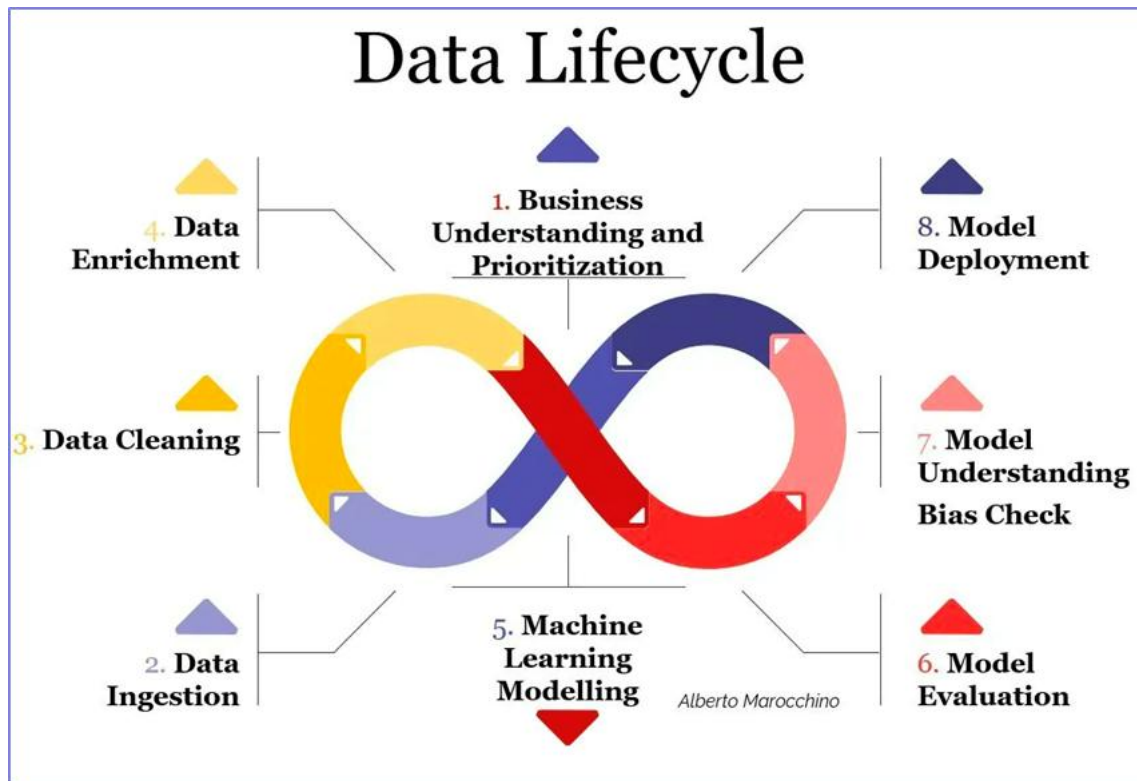 Data Lifecycle
1. Business
Understanding and
Prioritization
4. Data
Enrichment
8. Model
Deployment
3. Data Cleaning
7. Model
Understanding
Bias Check
2. Data
Ingestion
5. Machine
Learning
Modelling
6. Model
Evaluation
Alberto Marocchino